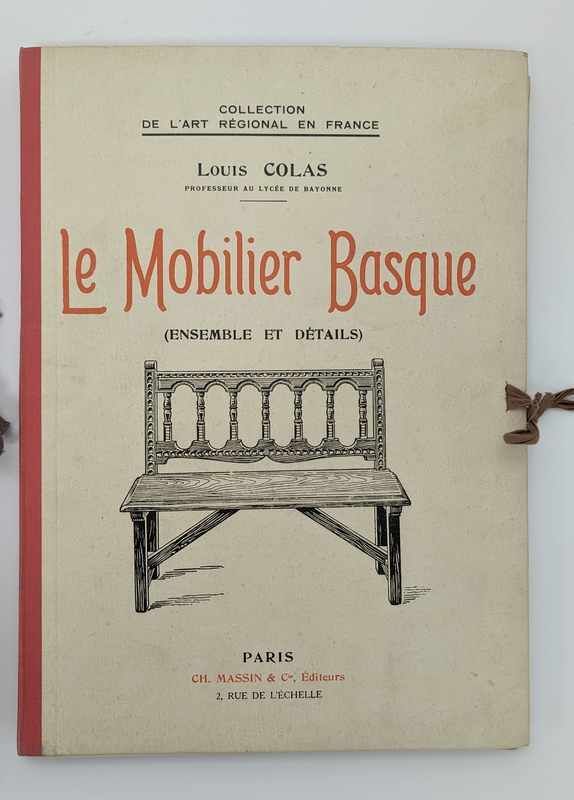 COLLECTION
DE L'ART RÉGIONAL EN FRANCE
Louis COLAS
PROFESSEUR AU LYCÉE DE BAYONNE
Le Mobilier Basque
(ENSEMBLE ET DÉTAILS)
PARIS
CH. MASSIN & Cie, Éditeurs
2, RUE DE L'ÉCHELLE